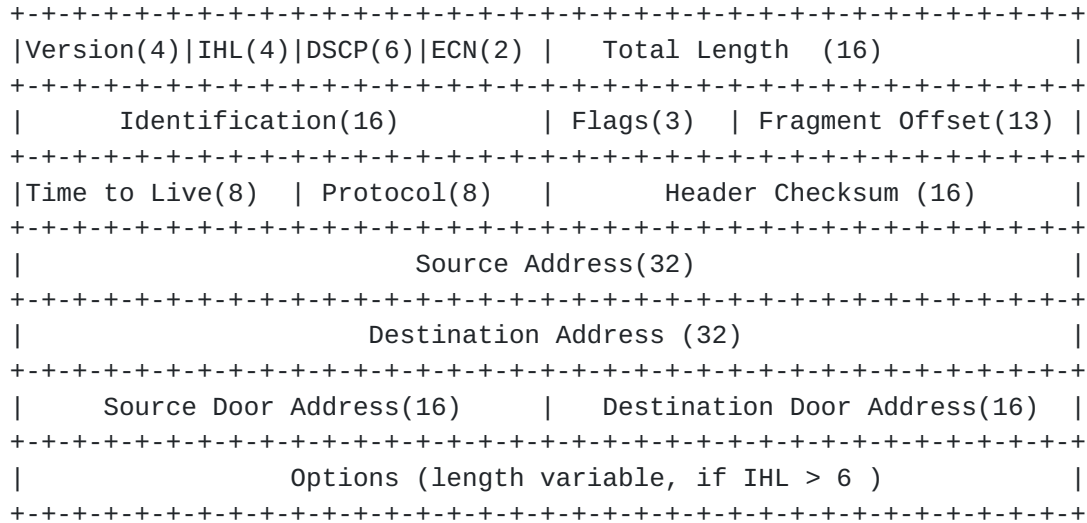 +-+-+-+-+-+-+-+-+-+-+-+-+-+-+-+-+-+-+-+-+-+-+-+-+-+-+-+-+-+-+-+-+-+-+
|Version(4)|IHL(4)|DSCP(6)|ECN(2) |   Total Length  (16)            |
+-+-+-+-+-+-+-+-+-+-+-+-+-+-+-+-+-+-+-+-+-+-+-+-+-+-+-+-+-+-+-+-+-+-+
|      Identification(16)         | Flags(3)  | Fragment Offset(13) |
+-+-+-+-+-+-+-+-+-+-+-+-+-+-+-+-+-+-+-+-+-+-+-+-+-+-+-+-+-+-+-+-+-+-+
|Time to Live(8)  | Protocol(8)   |       Header Checksum (16)      |
+-+-+-+-+-+-+-+-+-+-+-+-+-+-+-+-+-+-+-+-+-+-+-+-+-+-+-+-+-+-+-+-+-+-+
|                         Source Address(32)                        |
+-+-+-+-+-+-+-+-+-+-+-+-+-+-+-+-+-+-+-+-+-+-+-+-+-+-+-+-+-+-+-+-+-+-+
|                      Destination Address (32)                     |
+-+-+-+-+-+-+-+-+-+-+-+-+-+-+-+-+-+-+-+-+-+-+-+-+-+-+-+-+-+-+-+-+-+-+
|     Source Door Address(16)     |   Destination Door Address(16)  |
+-+-+-+-+-+-+-+-+-+-+-+-+-+-+-+-+-+-+-+-+-+-+-+-+-+-+-+-+-+-+-+-+-+-+
|                 Options (length variable, if IHL > 6 )            |
+-+-+-+-+-+-+-+-+-+-+-+-+-+-+-+-+-+-+-+-+-+-+-+-+-+-+-+-+-+-+-+-+-+-+